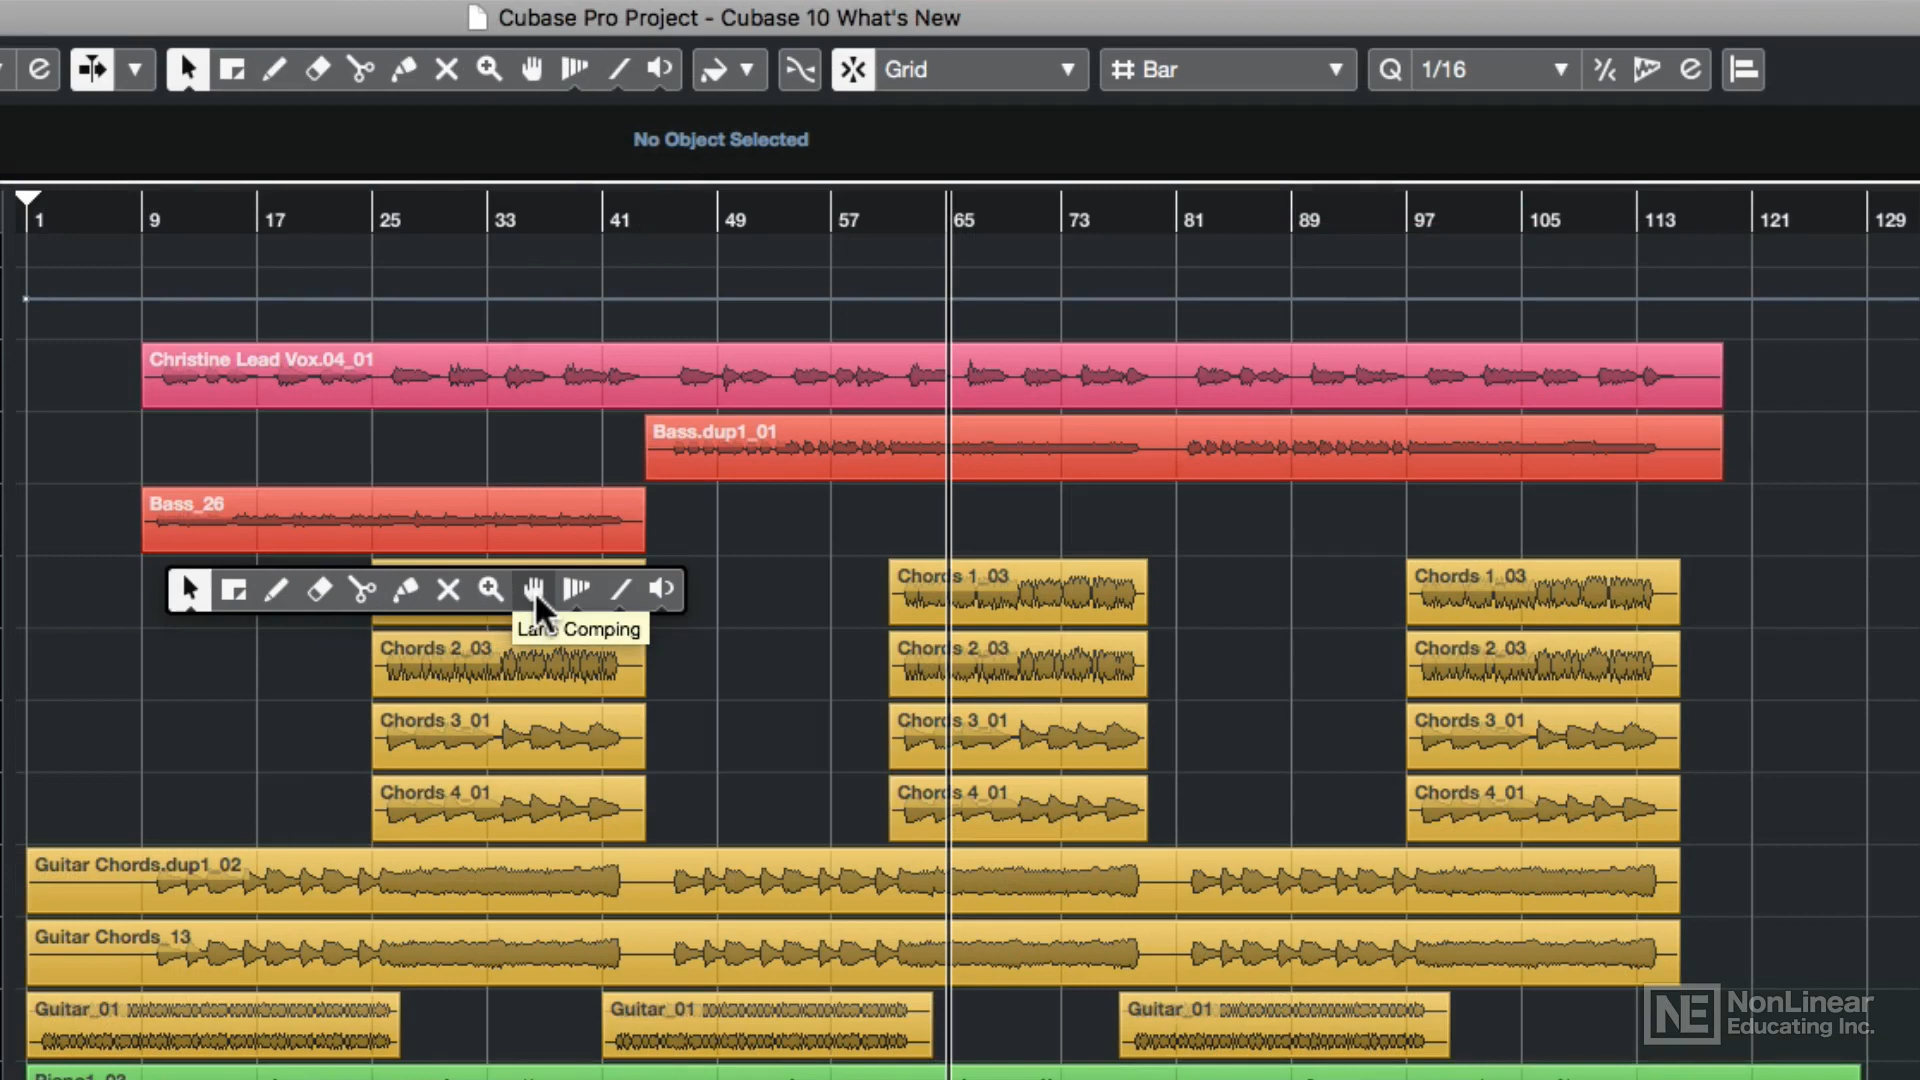 Cubase Pro Project - Cubase 10 What's New
Grid
Bar
Q
1/16
No Object Selected
1 9 17 25 33 41 49 57 65 73 81 89 97 105 113 121 129
Christine Lead Vox.04_01
Bass.dup1_01
Bass_26
Chords 1_03
Chords 1_03
Comping
Chords 2_03
Chords 2_03
Chords 2_03
Chords 3_01
Chords 3_01
Chords 3_01
Chords 4_01
Chords 4_01
Chords 4_01
Guitar Chords.dup1_02
Guitar Chords_13
Guitar_01
Guitar_01
Guitar_01
NE NonLinear
Educating Inc.